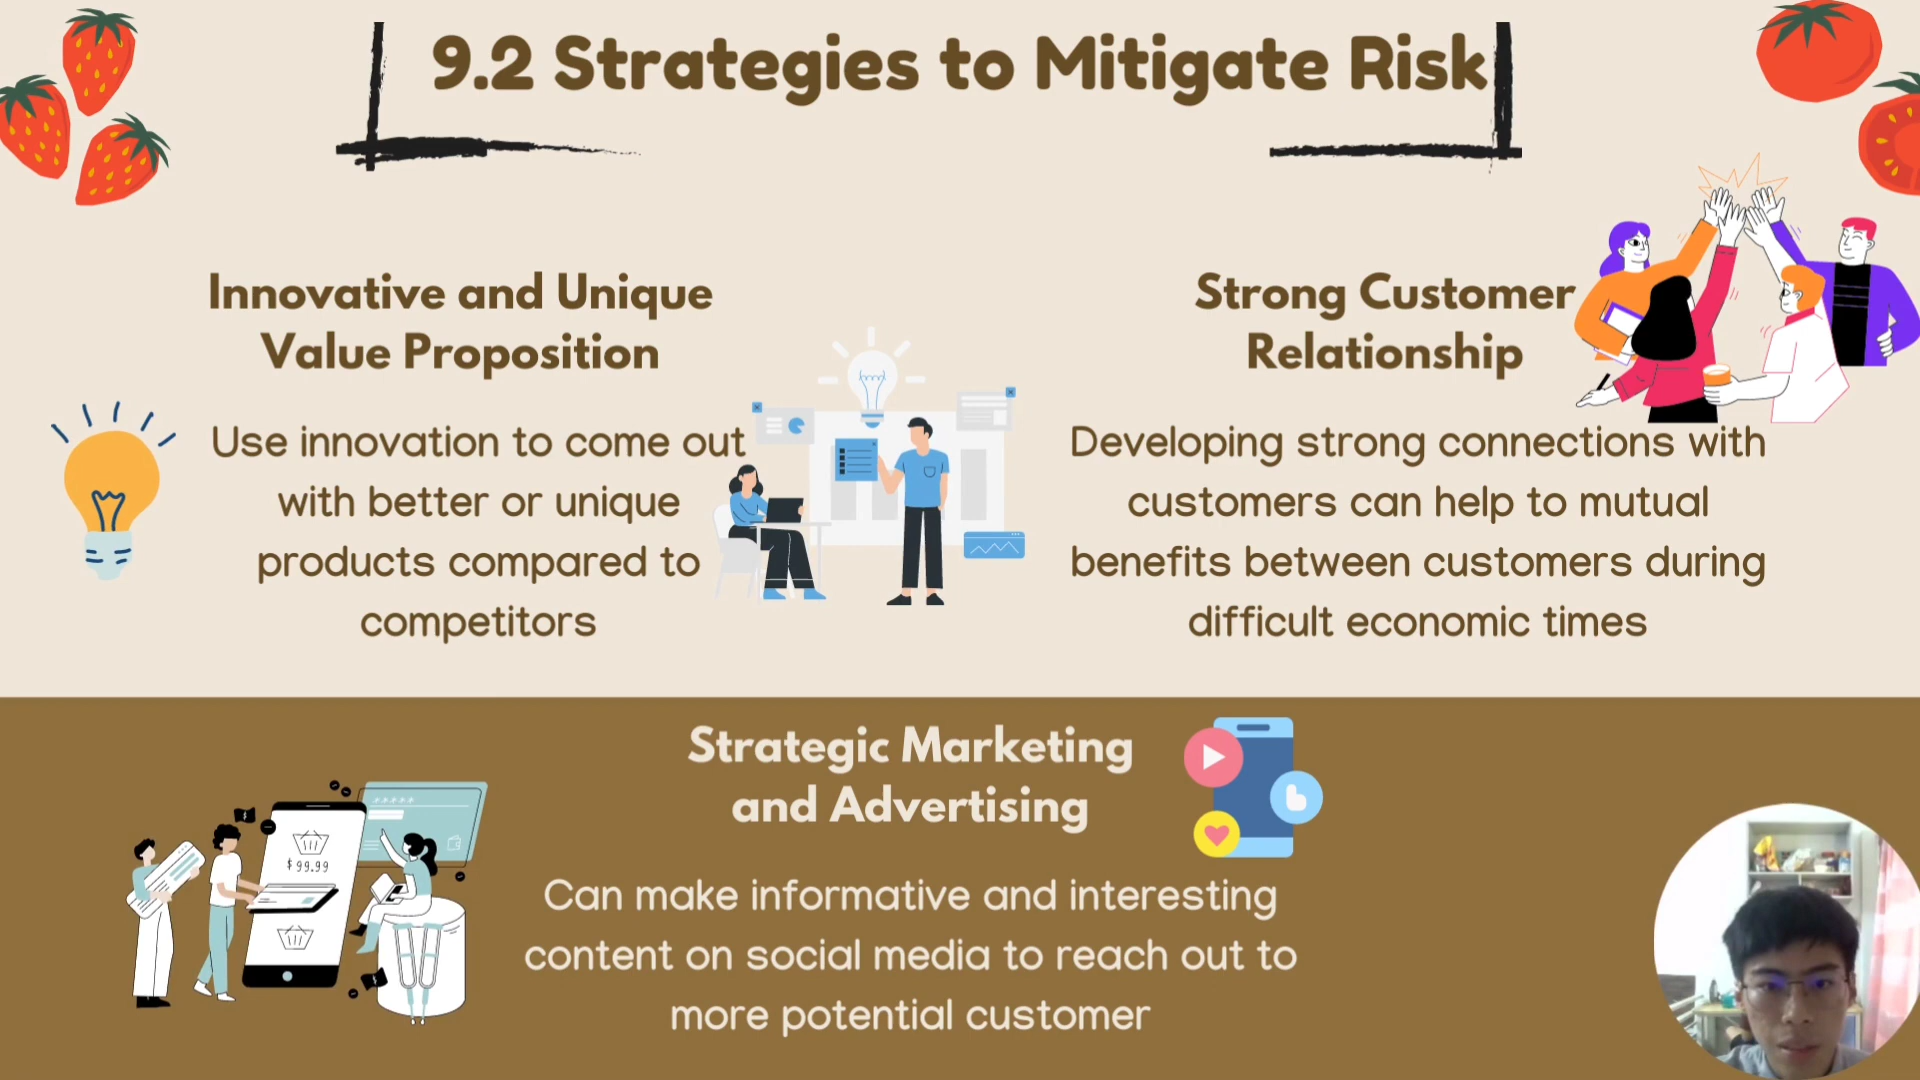 9.2 Strategies to Mitigate Risk
Innovative and Unique
Value Proposition
Use innovation to come out
with better or unique
products compared to
competitors
Strong Customer
Relationship
Developing strong connections with
customers can help to mutual
benefits between customers during
difficult economic times
Strategic Marketing
and Advertising
Can make informative and interesting
content on social media to reach out to
more potential customer
$99.99